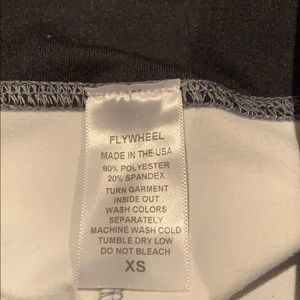 FLYWHEEL
MADE IN THE USA
80% POLYESTER
20% SPANDEX
TURN GARMENT
INSIDE OUT
WASH COLORS
SEPARATELY
MACHINE WASH COLD
TUMBLE DRY LOW
DO NOT BLEACH
XS